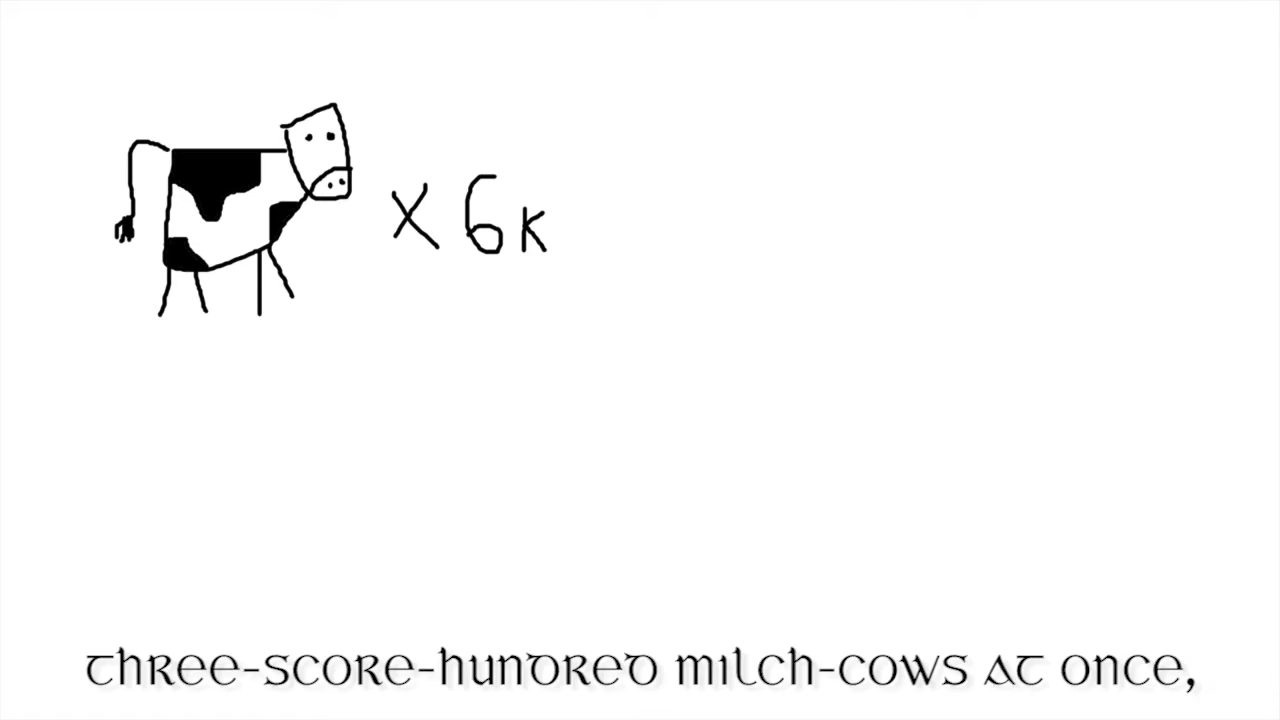 x 6k
three-score-hundred milch-cows at once,